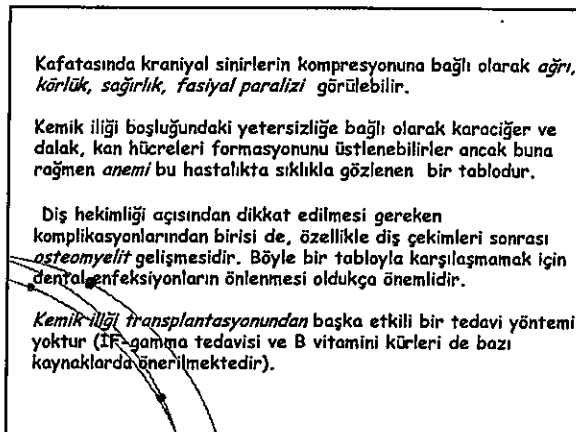 Kafatasında kraniyal sinirlerin kompresyonuna bağlı olarak ağrı,
körlük, sağırlık, fasiyal paralizi görülebilir.
Kemik iliği boşluğundaki yetersizliğe bağlı olarak karaciğer ve
dalak, kan hücreleri formasyonunu üstlenebilirler ancak buna
rağmen anemi bu hastalıkta sıklıkla gözlenen bir tablodur.
Diş hekimliği açısından dikkat edilmesi gereken
komplikasyonlarından birisi de, özellikle diş çekimleri sonrası
osteomyelit gelişmesidir. Böyle bir tabloyla karşılaşmamak için
dental enfeksiyonların önlenmesi oldukça önemlidir.
Kemik iliği transplantasyonundan başka etkili bir tedavi yöntemi
yoktur (IF-gamma tedavisi ve B vitamini kürleri de bazı
kaynaklarda önerilmektedir).